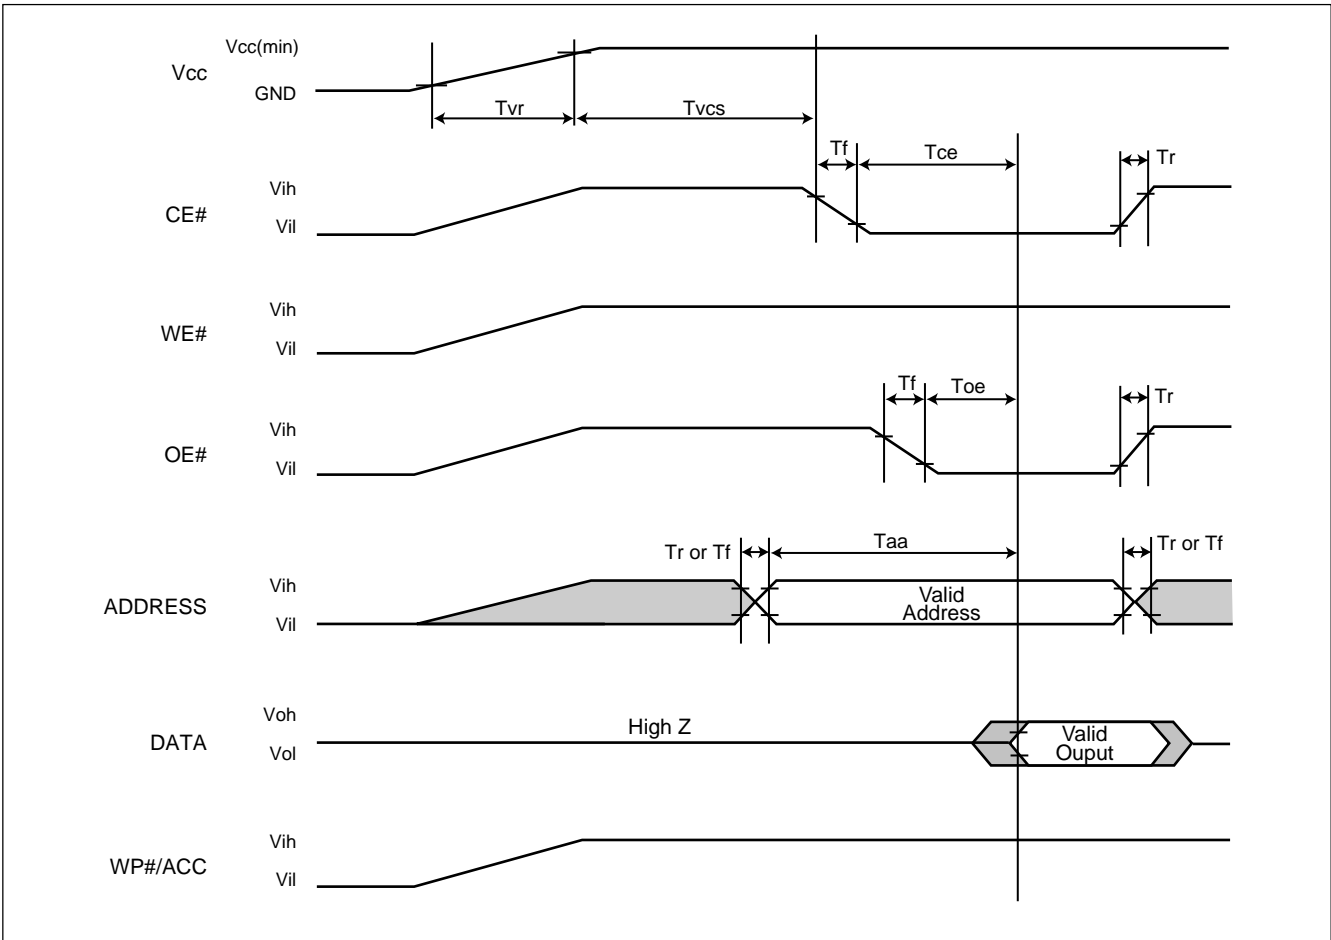 Vcc(min)
Vcc
GND
Tvr
Tvcs
Tf
Tce
Tr
Vih
CE#
Vil
Vih
WE#
Vil
Tf
Toe
Tr
Vih
OE#
Vil
Tr or Tf
Taa
Tr or Tf
Vih
ADDRESS
Valid
Address
Vil
Voh
High Z
DATA
Valid
Ouput
Vol
Vih
WP#/ACC
Vil